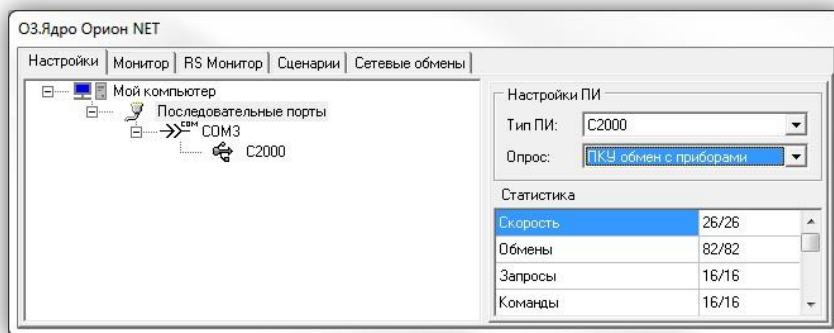 ОЗ.Ядро Орион NET
Настройки Монитор RS Монитор Сценарии Сетевые обмены
Мой компьютер
Последовательные порты
COM COM3
C2000
Настройки ПИ
Тип ПИ: C2000
Опрос: ПКУ обмен с приборами
Статистика
Скорость 26/26
Обмены 82/82
Запросы 16/16
Команды 16/16